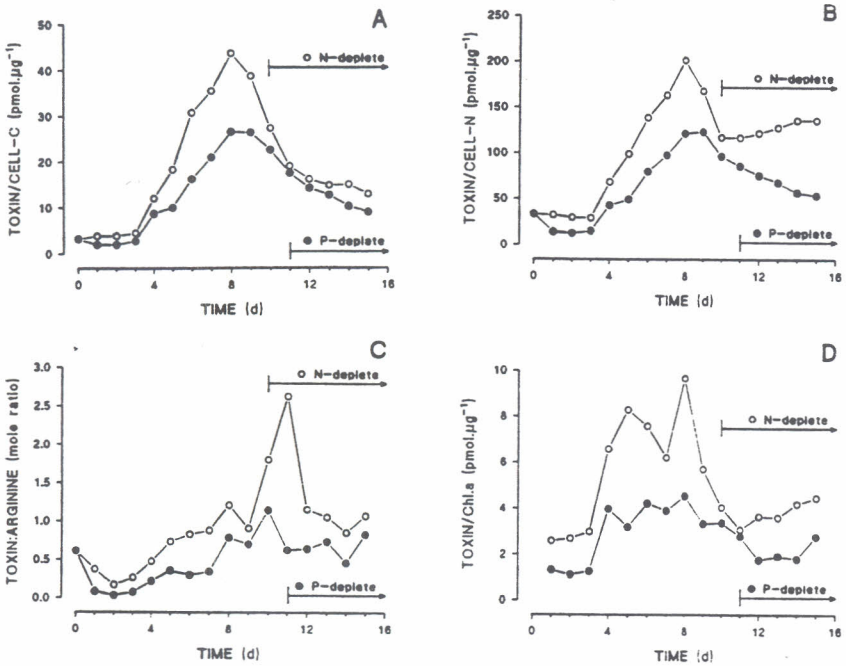 A
TOXIN/CELL-C (pmol.µg⁻¹)
50
40
30
20
10
0
N-deplete
P-deplete
0 4 8 12 16
TIME (d)
B
TOXIN/CELL-N (pmol.µg⁻¹)
250
200
150
100
50
0
N-deplete
P-deplete
0 4 8 12 16
TIME (d)
C
TOXIN:ARGININE (mole ratio)
3.0
2.5
2.0
1.5
1.0
0.5
0.0
N-deplete
P-deplete
0 4 8 12 16
TIME (d)
D
TOXIN/Chl.a (pmol.µg⁻¹)
10
8
6
4
2
0
N-deplete
P-deplete
0 4 8 12 16
TIME (d)